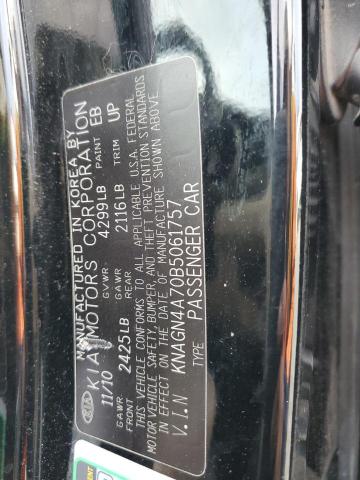 MANUFACTURED IN KOREA BY
KIA MOTORS CORPORATION
11/10 GVWR 4299LB PAINT EB
GAWR FRONT 2425LB GAWR REAR 2116LB TRIM UP
THIS VEHICLE CONFORMS TO ALL APPLICABLE U.S.A. FEDERAL
MOTOR VEHICLE SAFETY, BUMPER, AND THEFT PREVENTION STANDARDS
IN EFFECT ON THE DATE OF MANUFACTURE SHOWN ABOVE.
V.I.N KNAGN4A70B5061757
TYPE PASSENGER CAR
KIA